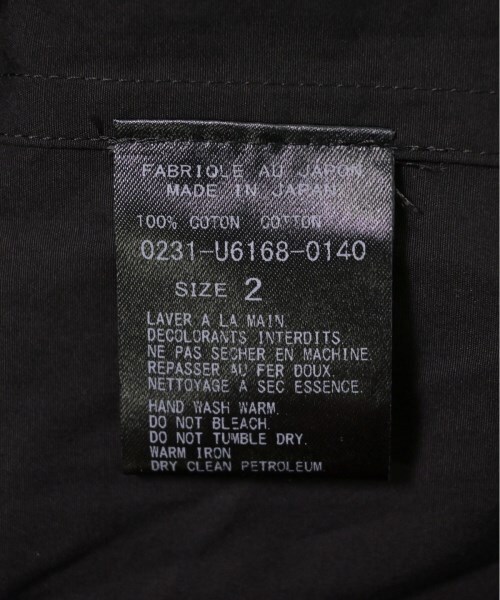 FABRIQLE AU JAPON
MADE IN JAPAN
100% COTON COTTON
0231-U6168-0140
SIZE 2
LAVER A LA MAIN.
DECOLORANTS INTERDITS
NE PAS SECHER EN MACHINE.
REPASSER AU FER DOUX.
NETTOYAGE A SEC ESSENCE.
HAND WASH WARM.
DO NOT BLEACH.
DO NOT TUMBLE DRY.
WARM IRON
DRY CLEAN PETROLEUM